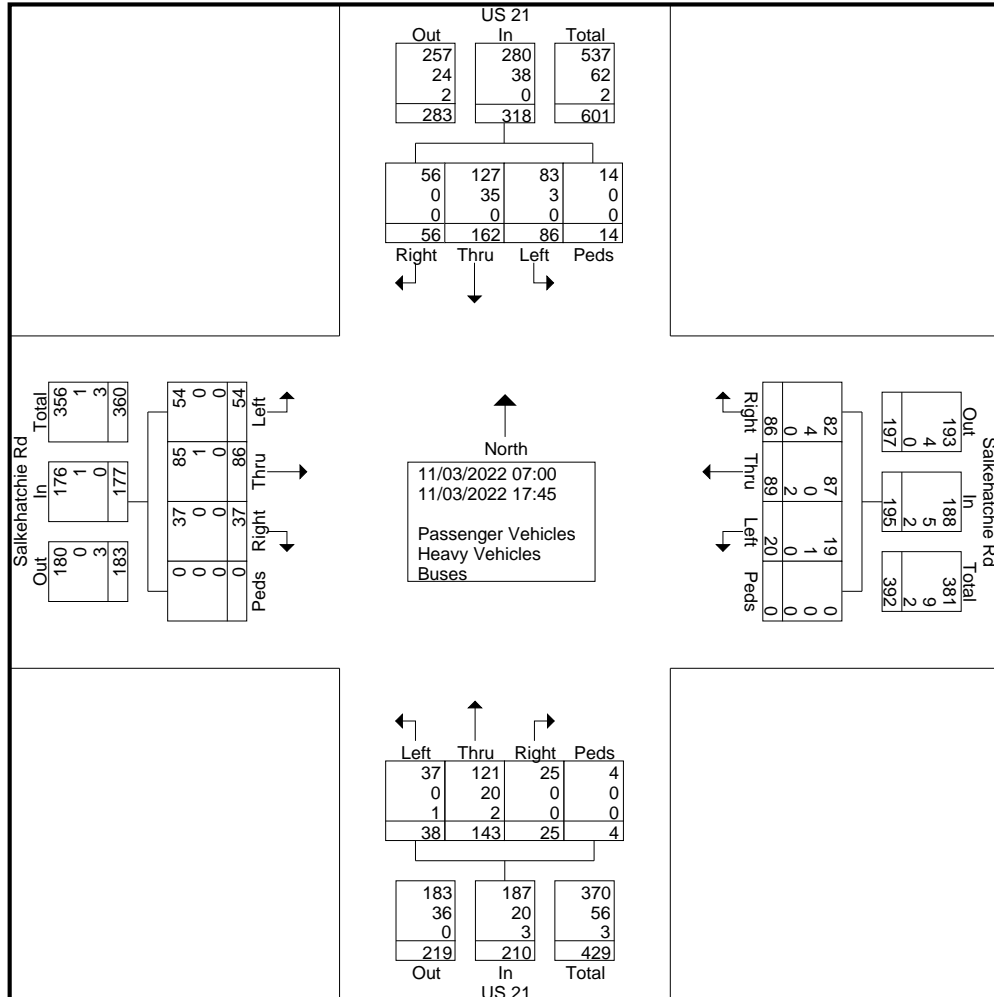 US 21
Out In Total
257 280 537
24 38 62
2 0 2
283 318 601
56 127 83 14
0 35 3 0
0 0 0 0
56 162 86 14
Right Thru Left Peds
Salkehatchie Rd
Total In Out
356 1 3 360
176 1 0 177
180 0 3 183
Left Thru Right Peds
54 0 0 54
85 1 0 86
37 0 0 37
0 0 0 0
North
11/03/2022 07:00
11/03/2022 17:45
Passenger Vehicles
Heavy Vehicles
Buses
Right Thru Left Peds
82 4 0 86
87 0 2 89
19 1 0 20
0 0 0 0
Out In Total
193 4 0 197
188 5 2 195
381 9 2 392
Salkehatchie Rd
Left Thru Right Peds
37 121 25 4
0 20 0 0
1 2 0 0
38 143 25 4
183 187 370
36 20 56
0 3 3
219 210 429
Out In Total
US 21